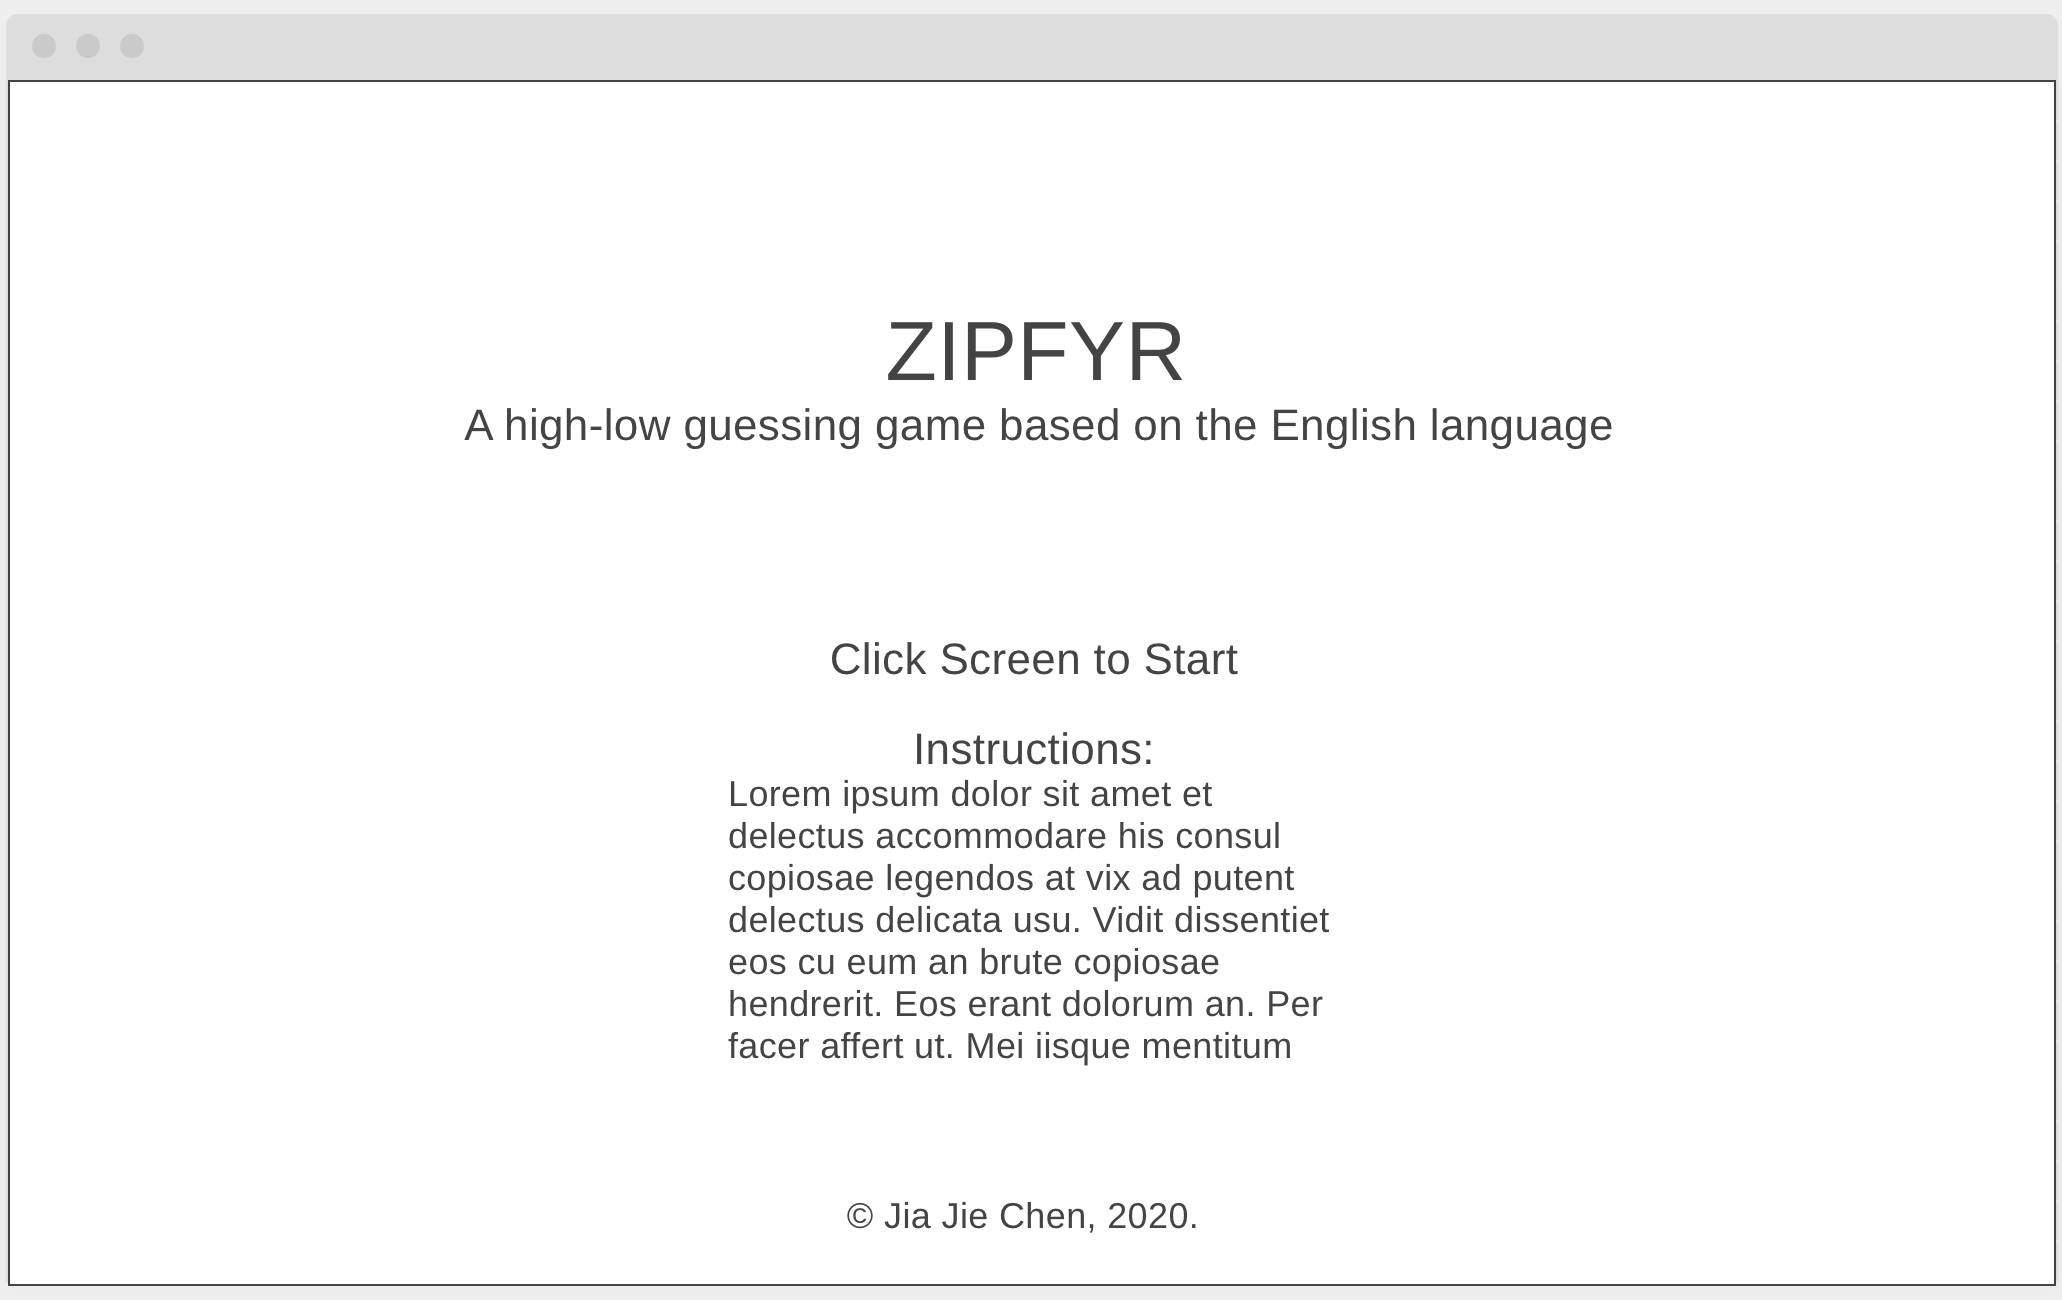 ZIPFYR
A high-low guessing game based on the English language
Click Screen to Start
Instructions:
Lorem ipsum dolor sit amet et
delectus accommodare his consul
copiosae legendos at vix ad putent
delectus delicata usu. Vidit dissentiet
eos cu eum an brute copiosae
hendrerit. Eos erant dolorum an. Per
facer affert ut. Mei iisque mentitum
© Jia Jie Chen, 2020.